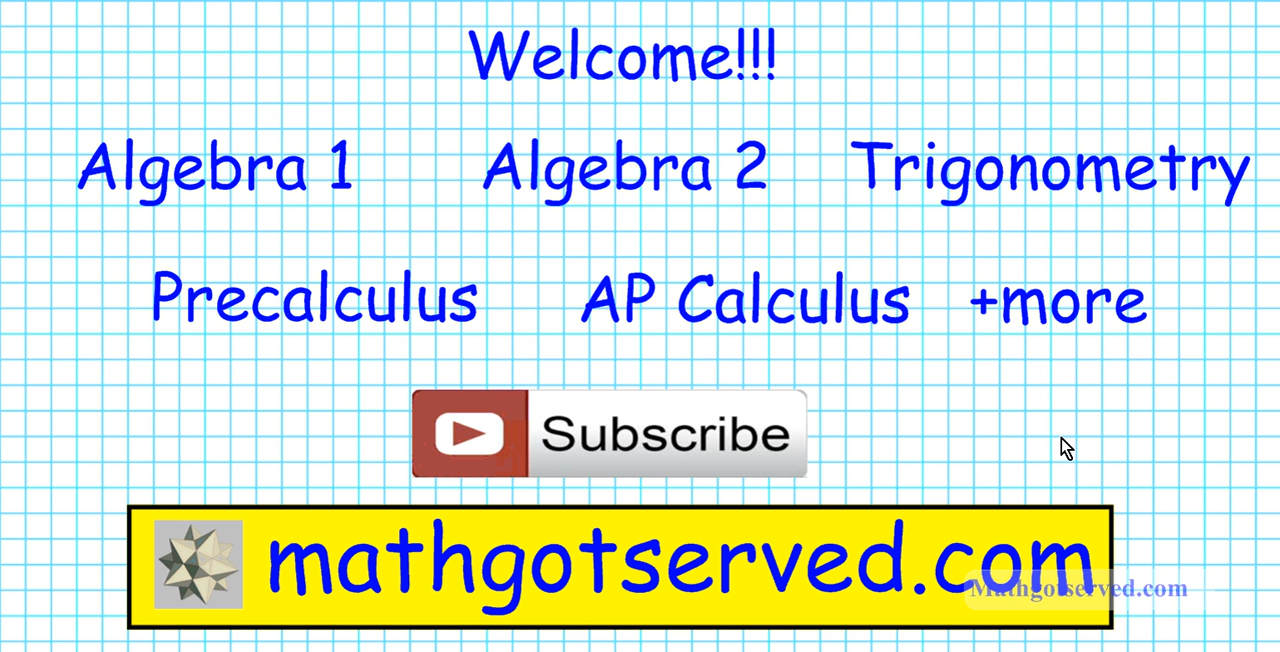 Welcome!!!
Algebra 1 Algebra 2 Trigonometry
Precalculus AP Calculus +more
Subscribe
mathgotserved.com
Mathgotserved.com